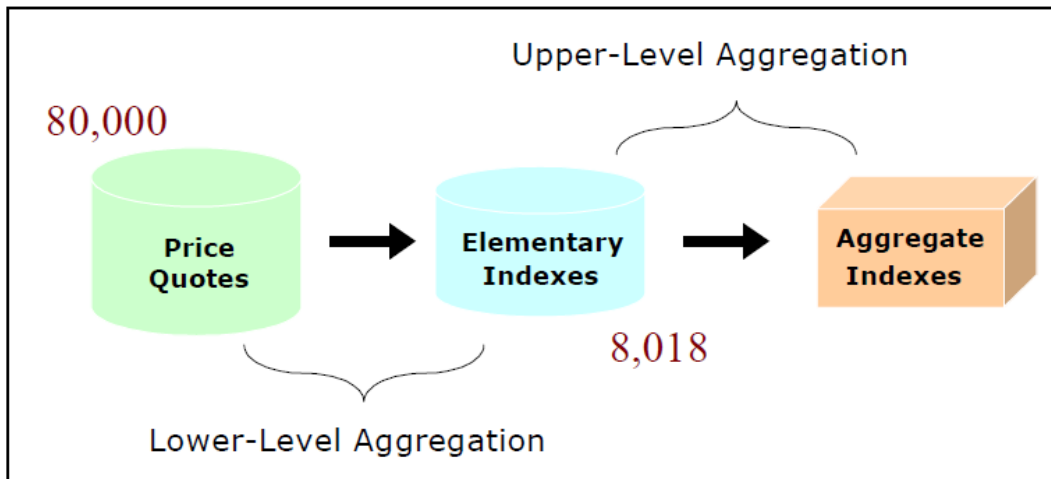 Upper-Level Aggregation
80,000
Price
Quotes
Elementary
Indexes
Aggregate
Indexes
8,018
Lower-Level Aggregation